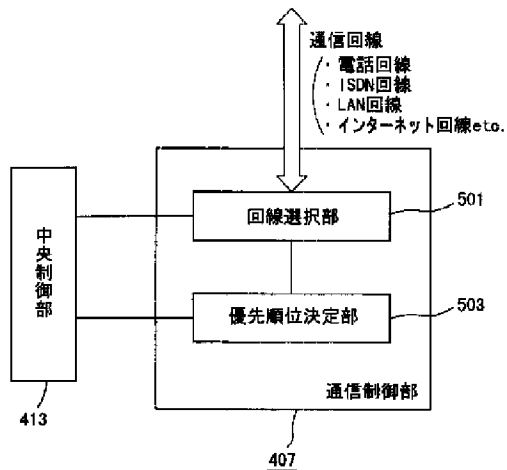 通信回線
・電話回線
・ISDN回線
・LAN回線
・インターネット回線etc.
回線選択部
501
中央制御部
優先順位決定部
503
通信制御部
413
407